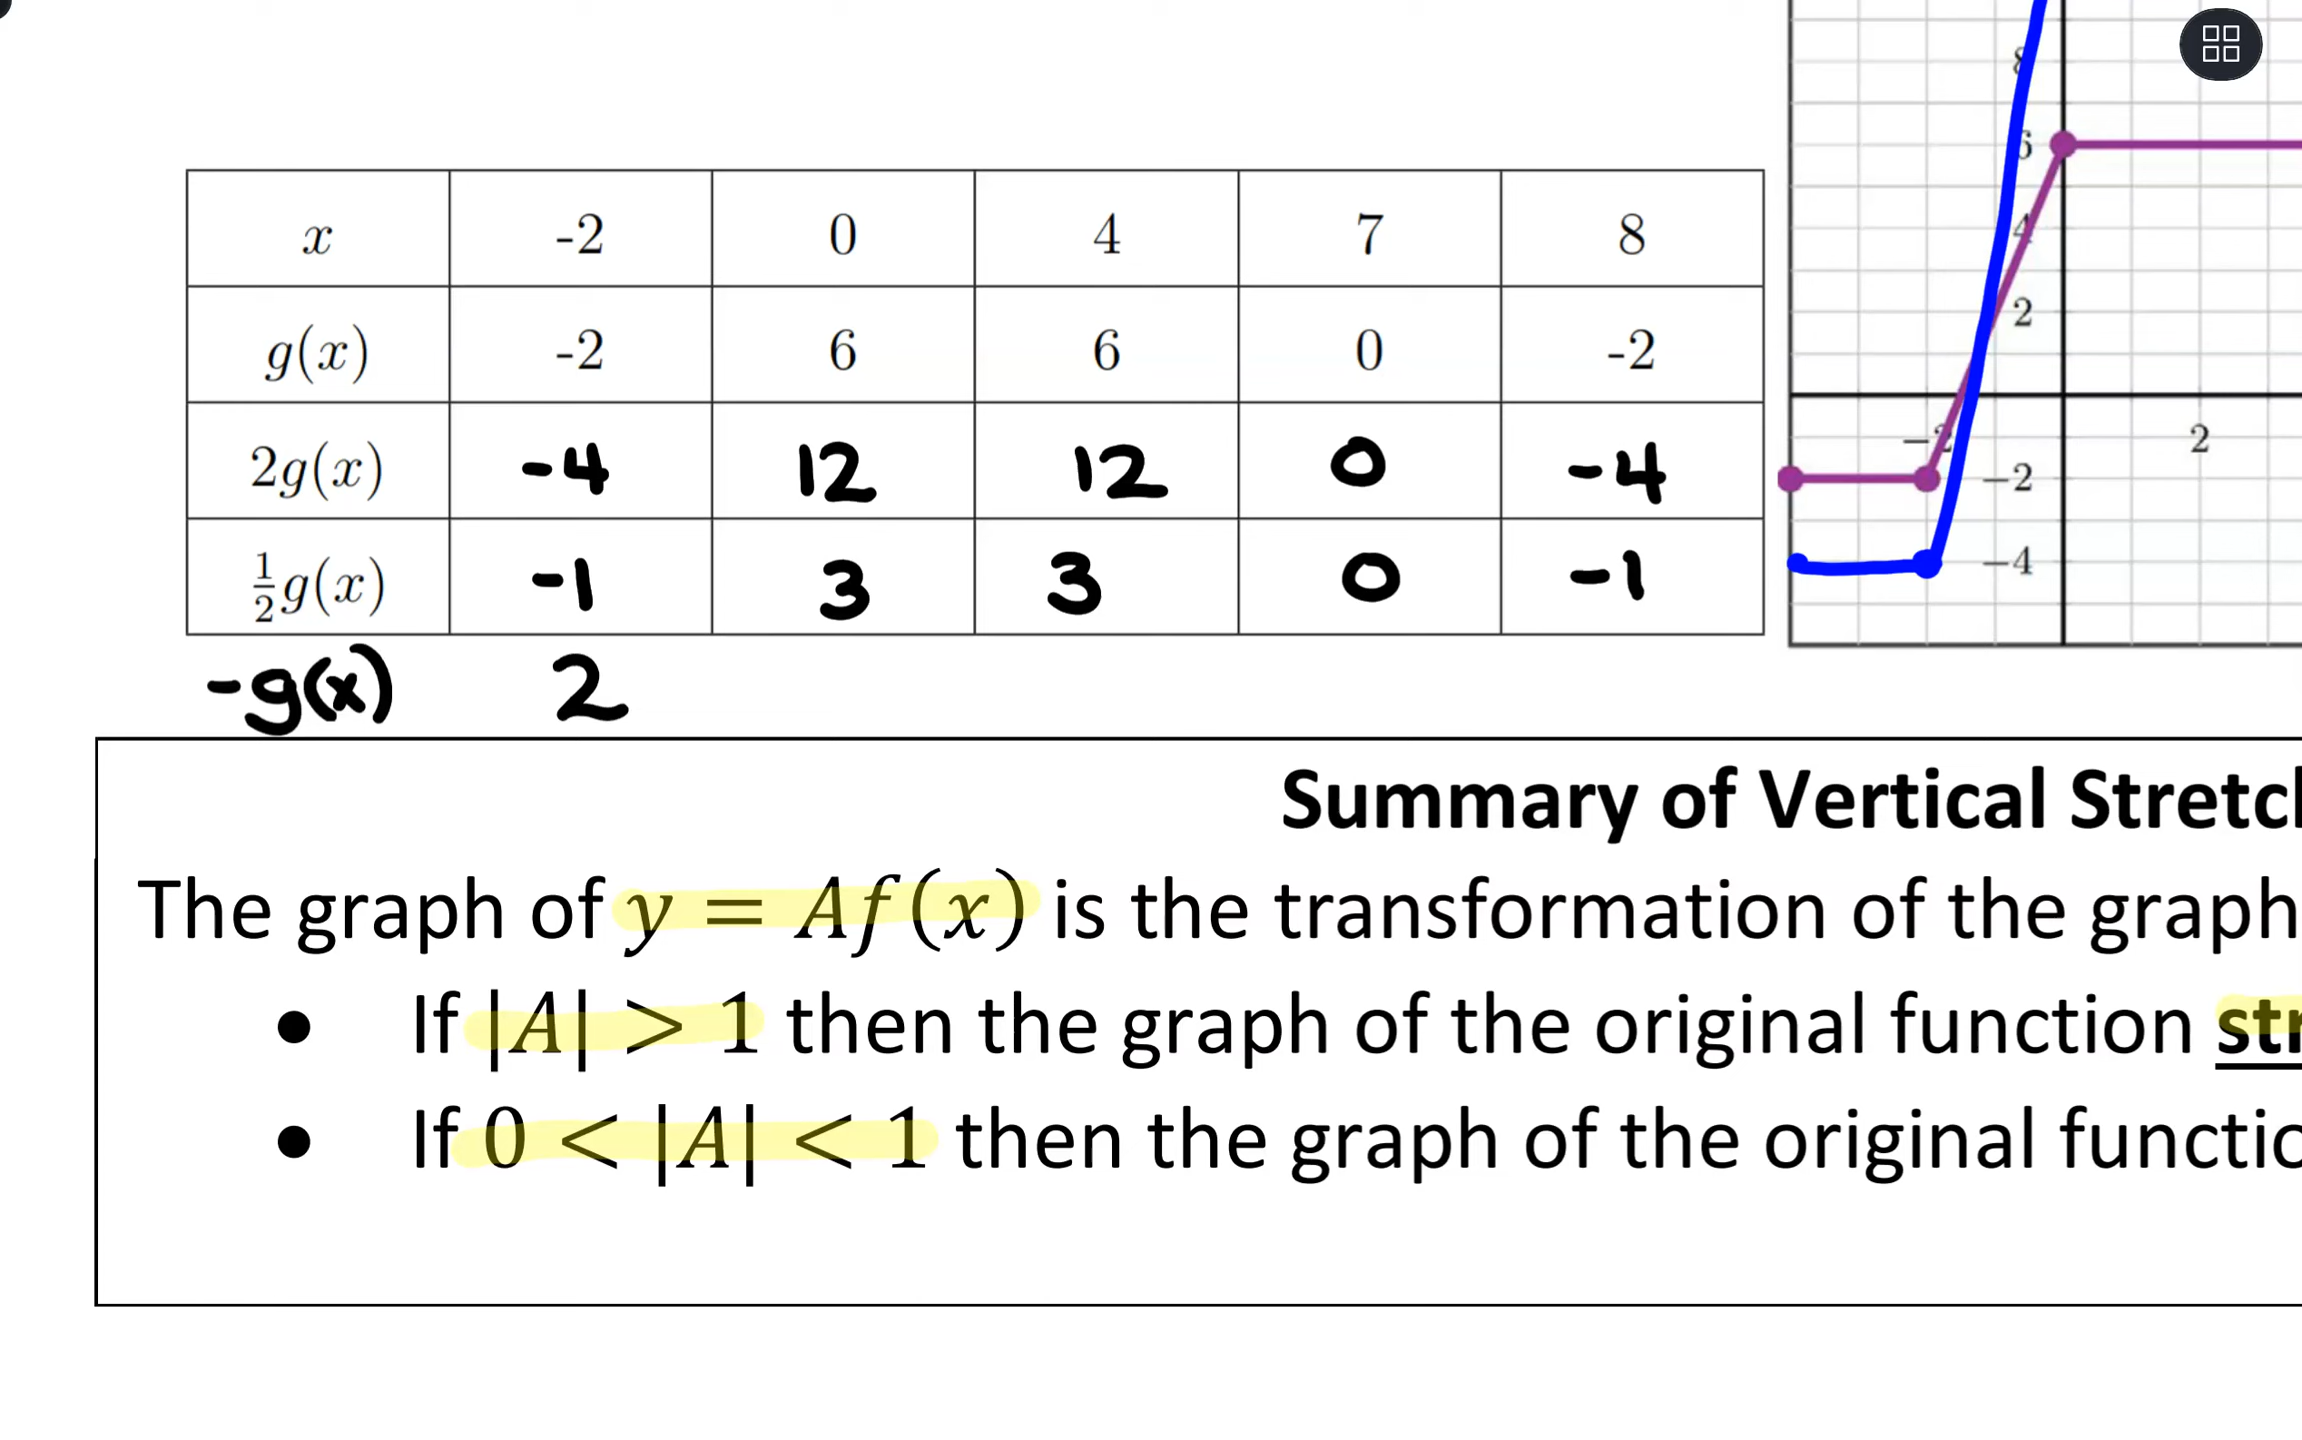 x -2 0 4 7 8
g(x) -2 6 6 0 -2
2g(x) -4 12 12 0 -4
½g(x) -1 3 3 0 -1
-g(x) 2
8
6
4
2
-2 2
-2
-4
Summary of Vertical Stretc
The graph of y = Af(x) is the transformation of the graph
• If |A| > 1 then the graph of the original function str
• If 0 < |A| < 1 then the graph of the original functio